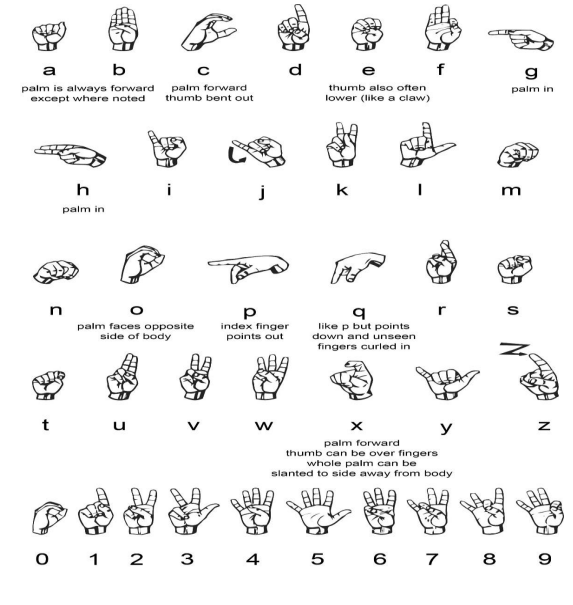 a b c d e f g
palm is always forward except where noted
palm forward thumb bent out
thumb also often lower (like a claw)
palm in
h i j k l m
palm in
n o p q r s
palm faces opposite side of body
index finger points out
like p but points down and unseen fingers curled in
Z
t u v w x y z
palm forward
thumb can be over fingers
whole palm can be
slanted to side away from body
0 1 2 3 4 5 6 7 8 9